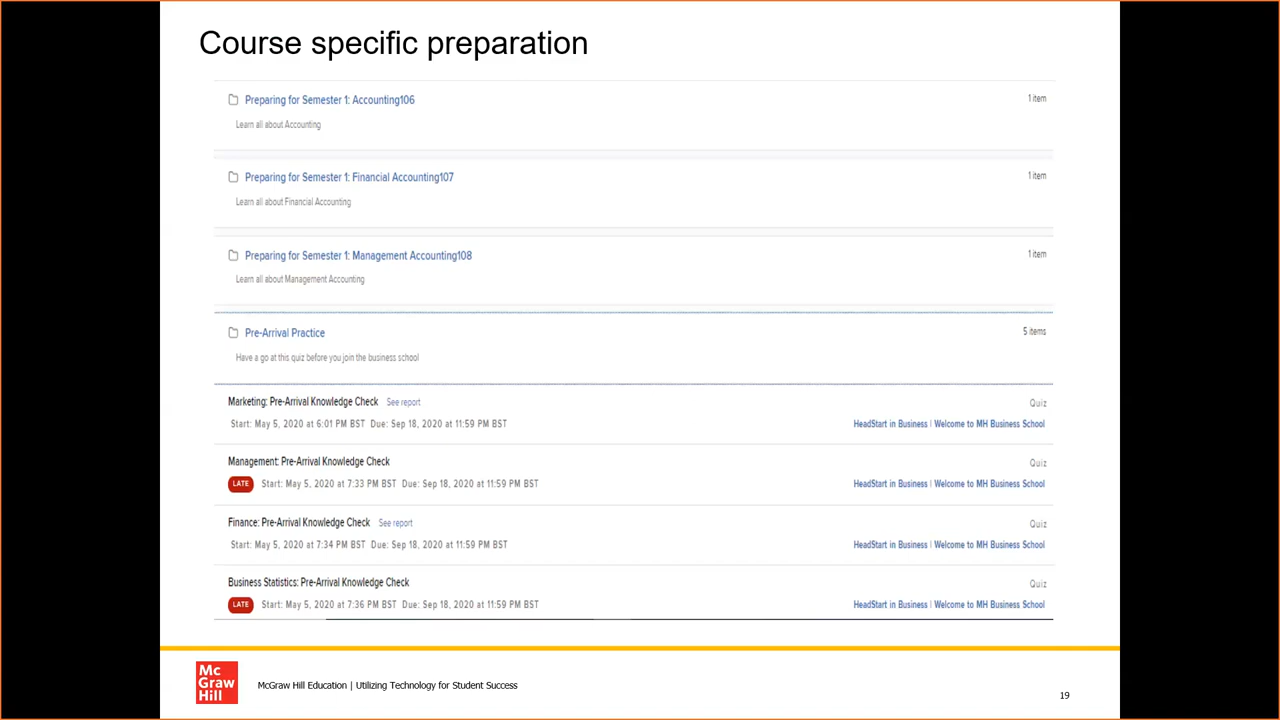 Course specific preparation
Preparing for Semester 1: Accounting106
1 item
Learn all about Accounting
Preparing for Semester 1: Financial Accounting107
1 item
Learn all about Financial Accounting
Preparing for Semester 1: Management Accounting108
1 item
Learn all about Management Accounting
Pre-Arrival Practice
5 items
Have a go at this quiz before you join the business school
Marketing: Pre-Arrival Knowledge Check See report
Quiz
Start: May 5, 2020 at 6:01 PM BST Due: Sep 18, 2020 at 11:59 PM BST
HeadStart in Business | Welcome to MH Business School
Management: Pre-Arrival Knowledge Check
Quiz
LATE Start: May 5, 2020 at 7:33 PM BST Due: Sep 18, 2020 at 11:59 PM BST
HeadStart in Business | Welcome to MH Business School
Finance: Pre-Arrival Knowledge Check See report
Quiz
Start: May 5, 2020 at 7:34 PM BST Due: Sep 18, 2020 at 11:59 PM BST
HeadStart in Business | Welcome to MH Business School
Business Statistics: Pre-Arrival Knowledge Check
Quiz
LATE Start: May 5, 2020 at 7:36 PM BST Due: Sep 18, 2020 at 11:59 PM BST
HeadStart in Business | Welcome to MH Business School
Mc
Graw
Hill
McGraw Hill Education | Utilizing Technology for Student Success
19